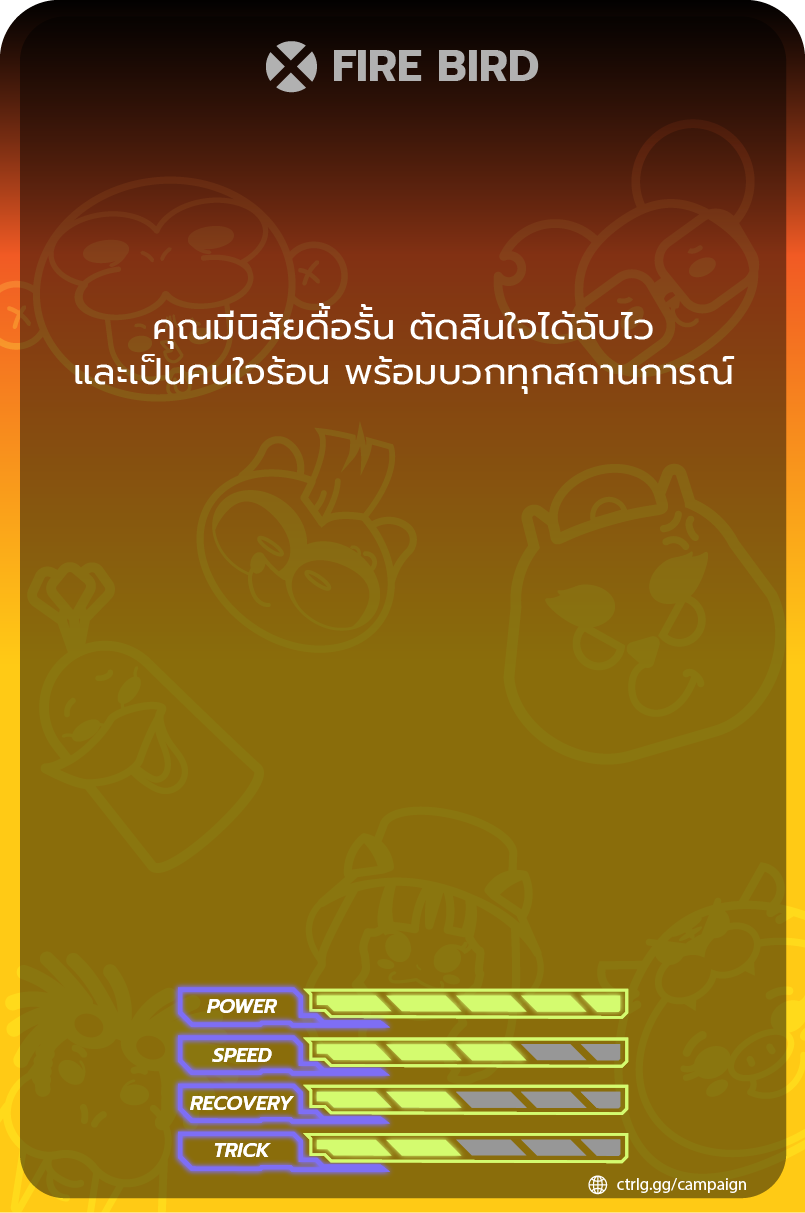 FIRE BIRD
คุณมีนิสัยดื้อรั้น ตัดสินใจได้ฉับไว
และเป็นคนใจร้อน พร้อมบวกทุกสถานการณ์
POWER
SPEED
RECOVERY
TRICK
ctrlg.gg/campaign